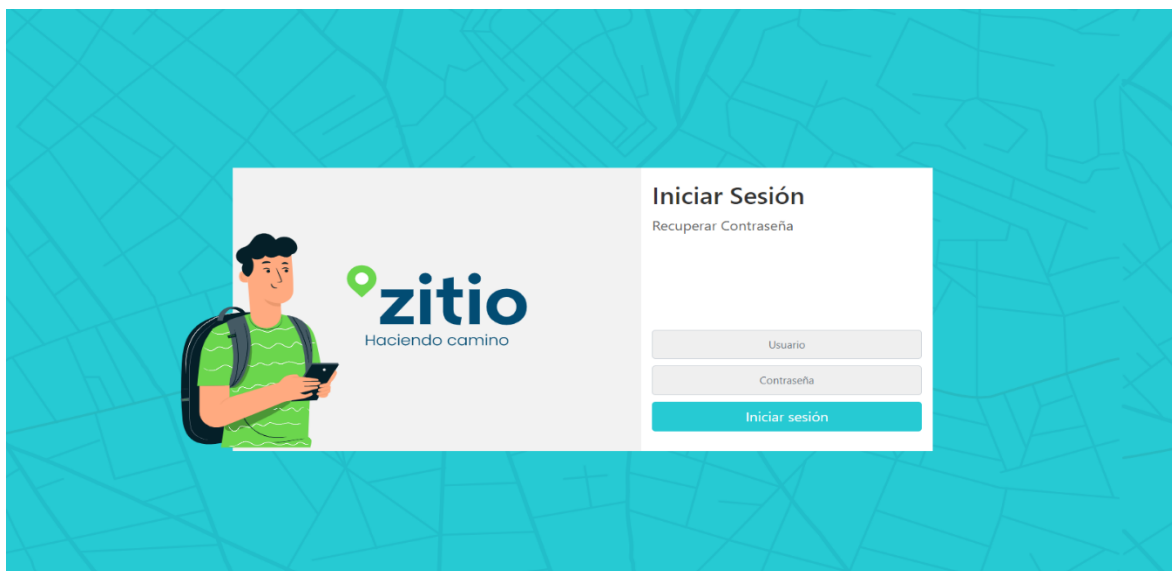 zitio
Haciendo camino
Iniciar Sesión
Recuperar Contraseña
Usuario
Contraseña
Iniciar sesión